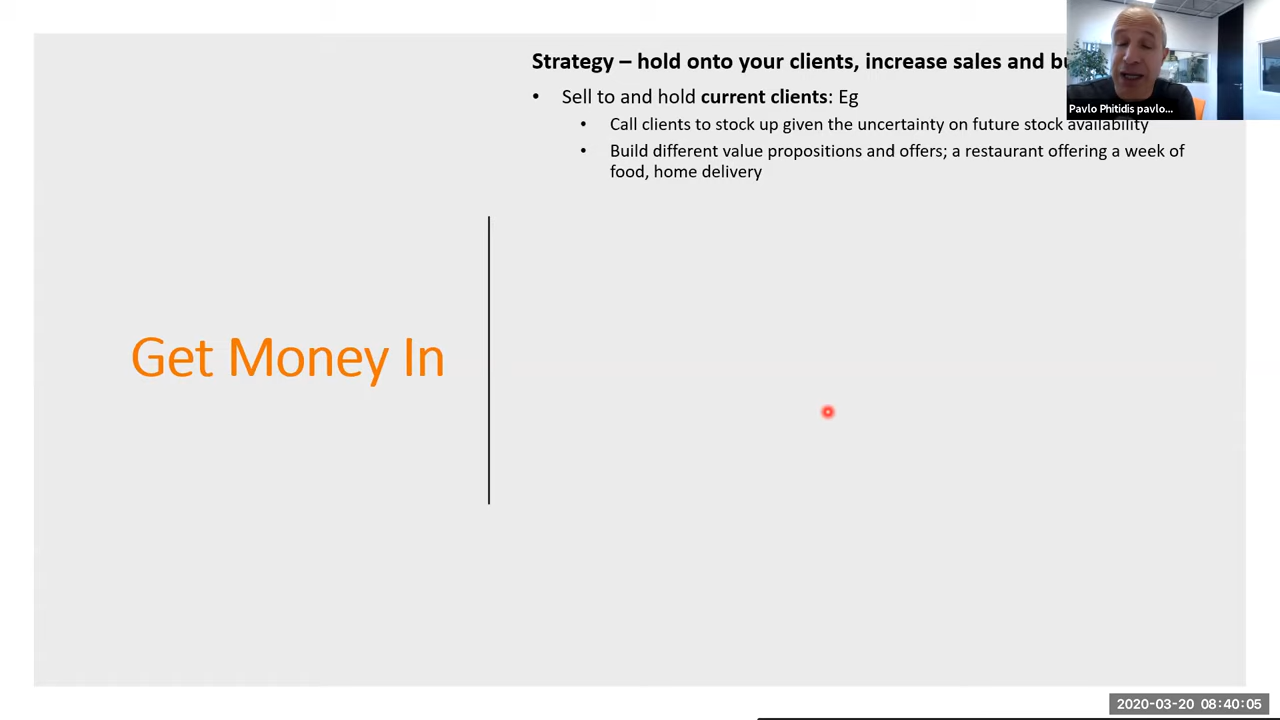 Strategy – hold onto your clients, increase sales and
• Sell to and hold current clients: Eg
• Call clients to stock up given the uncertainty on future stock availability
• Build different value propositions and offers; a restaurant offering a week of
food, home delivery
Get Money In
Pavlo Phitidis pavlo...
2020-03-20 08:40:05